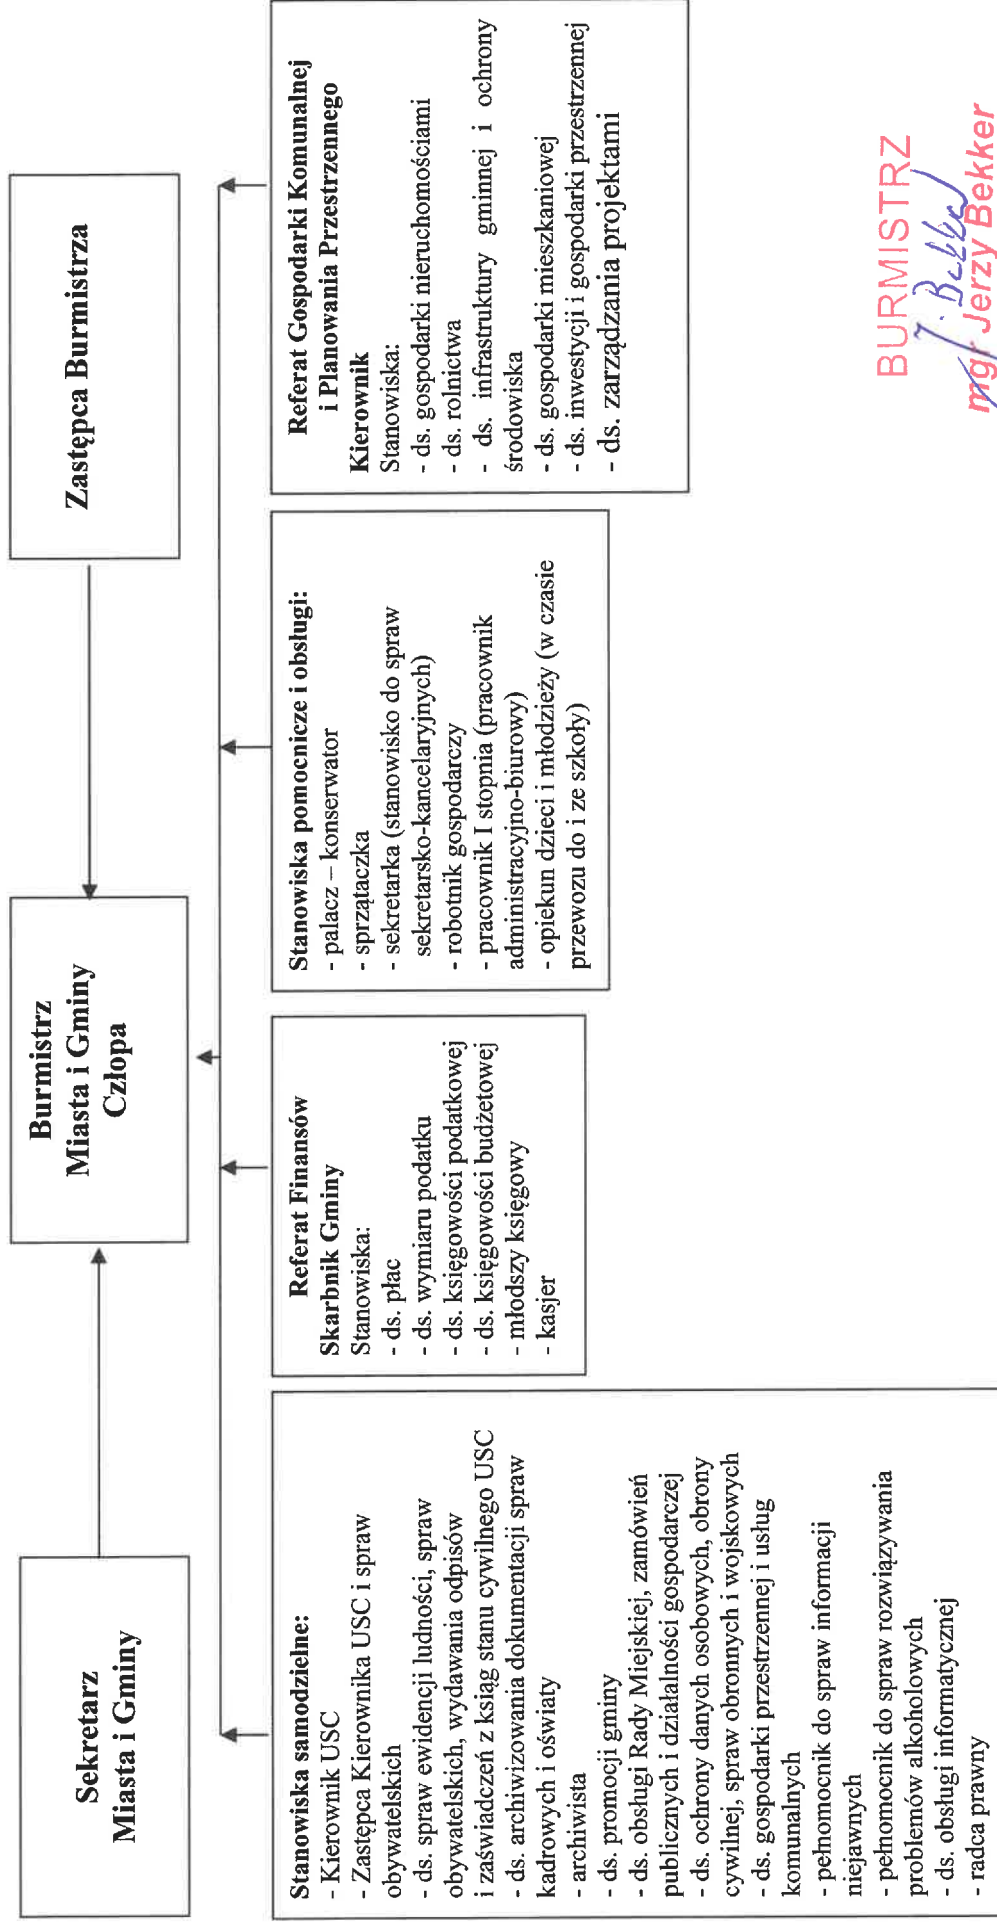 Sekretarz
Miasta i Gminy
Burmistrz
Miasta i Gminy
Człopa
Zastępca Burmistrza
Stanowiska samodzielne:
- Kierownik USC
- Zastępca Kierownika USC i spraw
obywatelskich
- ds. spraw ewidencji ludności, spraw
obywatelskich, wydawania odpisów
i zaświadczeń z ksiąg stanu cywilnego USC
- ds. archiwizowania dokumentacji spraw
kadrowych i oświaty
- archiwista
- ds. promocji gminy
- ds. obsługi Rady Miejskiej, zamówień
publicznych i działalności gospodarczej
- ds. ochrony danych osobowych, obrony
cywilnej, spraw obronnych i wojskowych
- ds. gospodarki przestrzennej i usług
komunalnych
- pełnomocnik do spraw informacji
niejawnych
- pełnomocnik do spraw rozwiązywania
problemów alkoholowych
- ds. obsługi informatycznej
- radca prawny
Referat Finansów
Skarbnik Gminy
Stanowiska:
- ds. płac
- ds. wymiaru podatku
- ds. księgowości podatkowej
- ds. księgowości budżetowej
- młodszy księgowy
- kasjer
Stanowiska pomocnicze i obsługi:
- palacz – konserwator
- sprzątaczka
- sekretarka (stanowisko do spraw
sekretarsko-kancelaryjnych)
- robotnik gospodarczy
- pracownik I stopnia (pracownik
administracyjno-biurowy)
- opiekun dzieci i młodzieży (w czasie
przewozu do i ze szkoły)
Referat Gospodarki Komunalnej
i Planowania Przestrzennego
Kierownik
Stanowiska:
- ds. gospodarki nieruchomościami
- ds. rolnictwa
- ds. infrastruktury gminnej i ochrony
środowiska
- ds. gospodarki mieszkaniowej
- ds. inwestycji i gospodarki przestrzennej
- ds. zarządzania projektami
BURMISTRZ
J. Bekker
mgr Jerzy Bekker